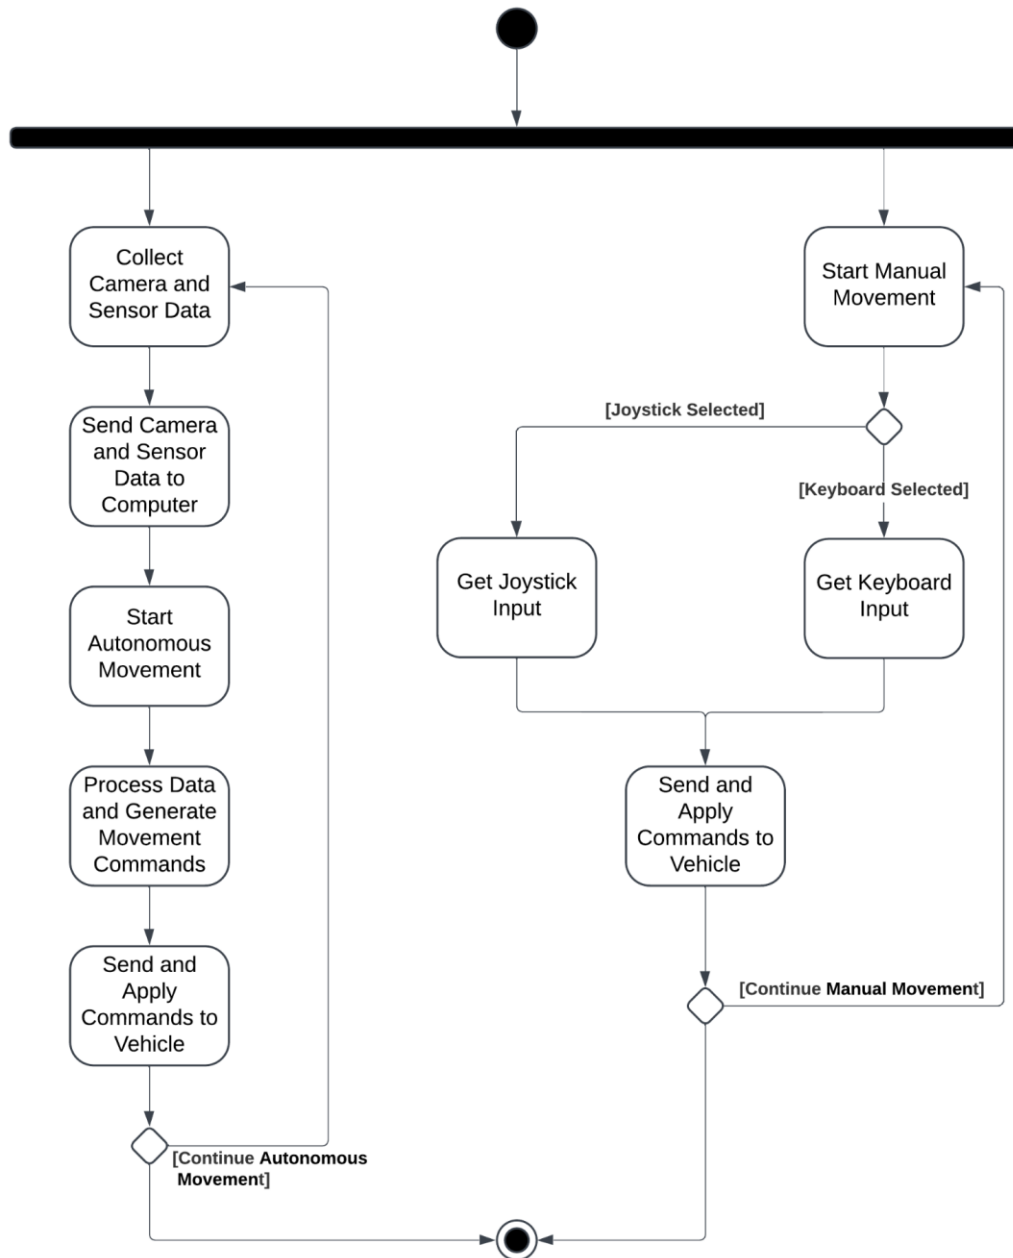 Collect
Camera and
Sensor Data
Start Manual
Movement
[Joystick Selected]
Send Camera
and Sensor
Data to
Computer
[Keyboard Selected]
Get Joystick
Input
Get Keyboard
Input
Start
Autonomous
Movement
Process Data
and Generate
Movement
Commands
Send and
Apply
Commands to
Vehicle
Send and
Apply
Commands to
Vehicle
[Continue Manual Movement]
[Continue Autonomous
Movement]